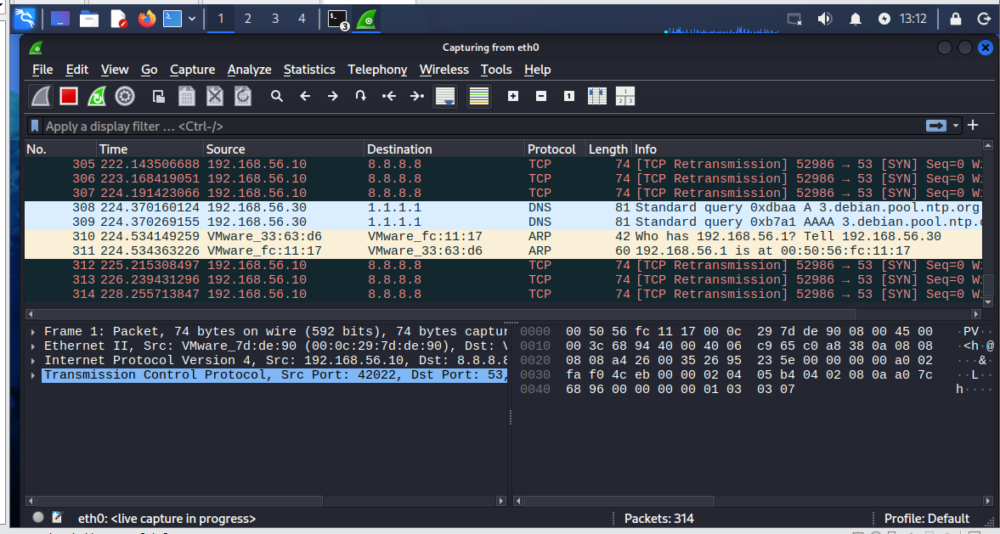 1 2 3 4 3 13:12
Capturing from eth0
File Edit View Go Capture Analyze Statistics Telephony Wireless Tools Help
Apply a display filter … <Ctrl-/>
No. Time Source Destination Protocol Length Info
305 222.143506688 192.168.56.10 8.8.8.8 TCP 74 [TCP Retransmission] 52986 → 53 [SYN] Seq=0
306 223.168419051 192.168.56.10 8.8.8.8 TCP 74 [TCP Retransmission] 52986 → 53 [SYN] Seq=0
307 224.191423066 192.168.56.10 8.8.8.8 TCP 74 [TCP Retransmission] 52986 → 53 [SYN] Seq=0
308 224.370160124 192.168.56.30 1.1.1.1 DNS 81 Standard query 0xdbaa A 3.debian.pool.ntp.org
309 224.370269155 192.168.56.30 1.1.1.1 DNS 81 Standard query 0xb7a1 AAAA 3.debian.pool.ntp.
310 224.534149259 VMware_33:63:d6 VMware_fc:11:17 ARP 42 Who has 192.168.56.1? Tell 192.168.56.30
311 224.534363226 VMware_fc:11:17 VMware_33:63:d6 ARP 60 192.168.56.1 is at 00:50:56:fc:11:17
312 225.215308497 192.168.56.10 8.8.8.8 TCP 74 [TCP Retransmission] 52986 → 53 [SYN] Seq=0
313 226.239431296 192.168.56.10 8.8.8.8 TCP 74 [TCP Retransmission] 52986 → 53 [SYN] Seq=0
314 228.255713847 192.168.56.10 8.8.8.8 TCP 74 [TCP Retransmission] 52986 → 53 [SYN] Seq=0
Frame 1: Packet, 74 bytes on wire (592 bits), 74 bytes captur
Ethernet II, Src: VMware_7d:de:90 (00:0c:29:7d:de:90), Dst:
Internet Protocol Version 4, Src: 192.168.56.10, Dst: 8.8.8.8
Transmission Control Protocol, Src Port: 42022, Dst Port: 53,
0000 00 50 56 fc 11 17 00 0c 29 7d de 90 08 00 45 00 ·PV··
0010 00 3c 68 94 40 00 40 06 c9 65 c0 a8 38 0a 08 08 ·<h·@
0020 08 08 a4 26 00 35 26 95 23 5e 00 00 00 00 a0 02 ···&·
0030 fa f0 4c eb 00 00 02 04 05 b4 04 02 08 0a a0 7c ··L··
0040 68 96 00 00 00 00 01 03 03 07 h····
eth0: <live capture in progress> Packets: 314 Profile: Default